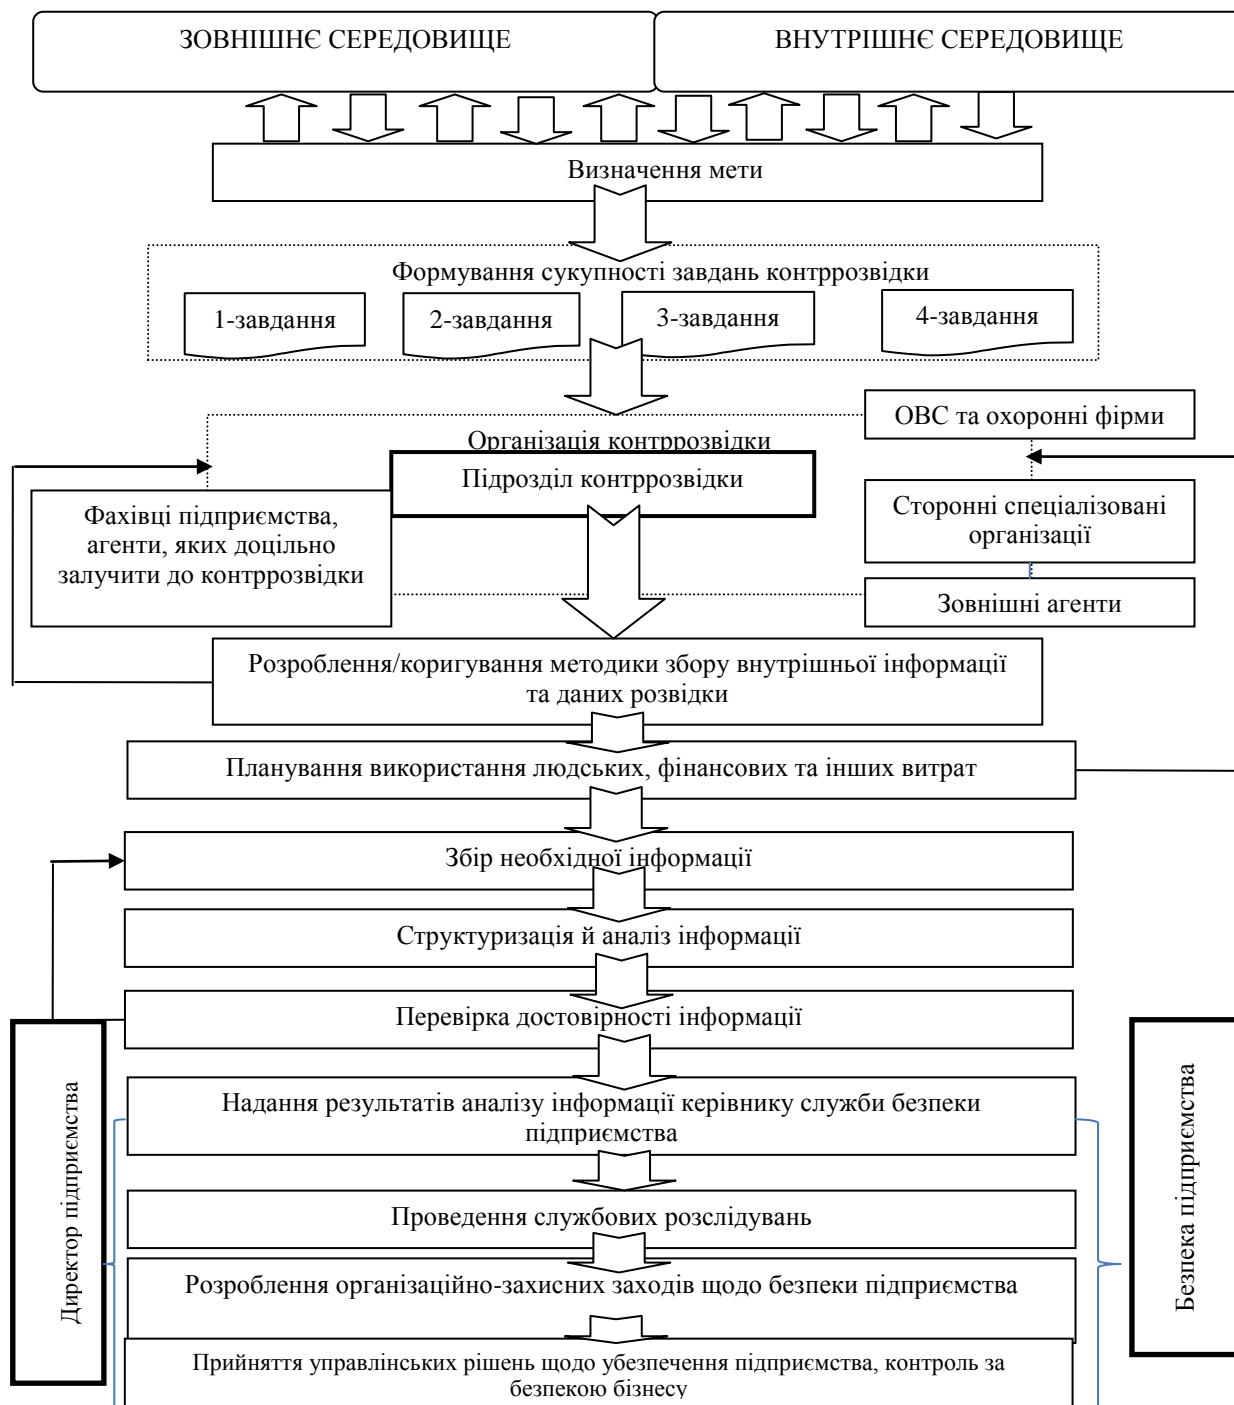 ЗОВНІШНЄ СЕРЕДОВИЩЕ
ВНУТРІШНЄ СЕРЕДОВИЩЕ
Визначення мети
Формування сукупності завдань контррозвідки
1-завдання
2-завдання
3-завдання
4-завдання
ОВС та охоронні фірми
Організація контррозвідки
Підрозділ контррозвідки
Фахівці підприємства,
агенти, яких доцільно
залучити до контррозвідки
Сторонні спеціалізовані
організації
Зовнішні агенти
Розроблення/коригування методики збору внутрішньої інформації
та даних розвідки
Планування використання людських, фінансових та інших витрат
Збір необхідної інформації
Структуризація й аналіз інформації
Перевірка достовірності інформації
Надання результатів аналізу інформації керівнику служби безпеки
підприємства
Проведення службових розслідувань
Розроблення організаційно-захисних заходів щодо безпеки підприємства
Прийняття управлінських рішень щодо убезпечення підприємства, контроль за
безпекою бізнесу
Директор підприємства
Безпека підприємства